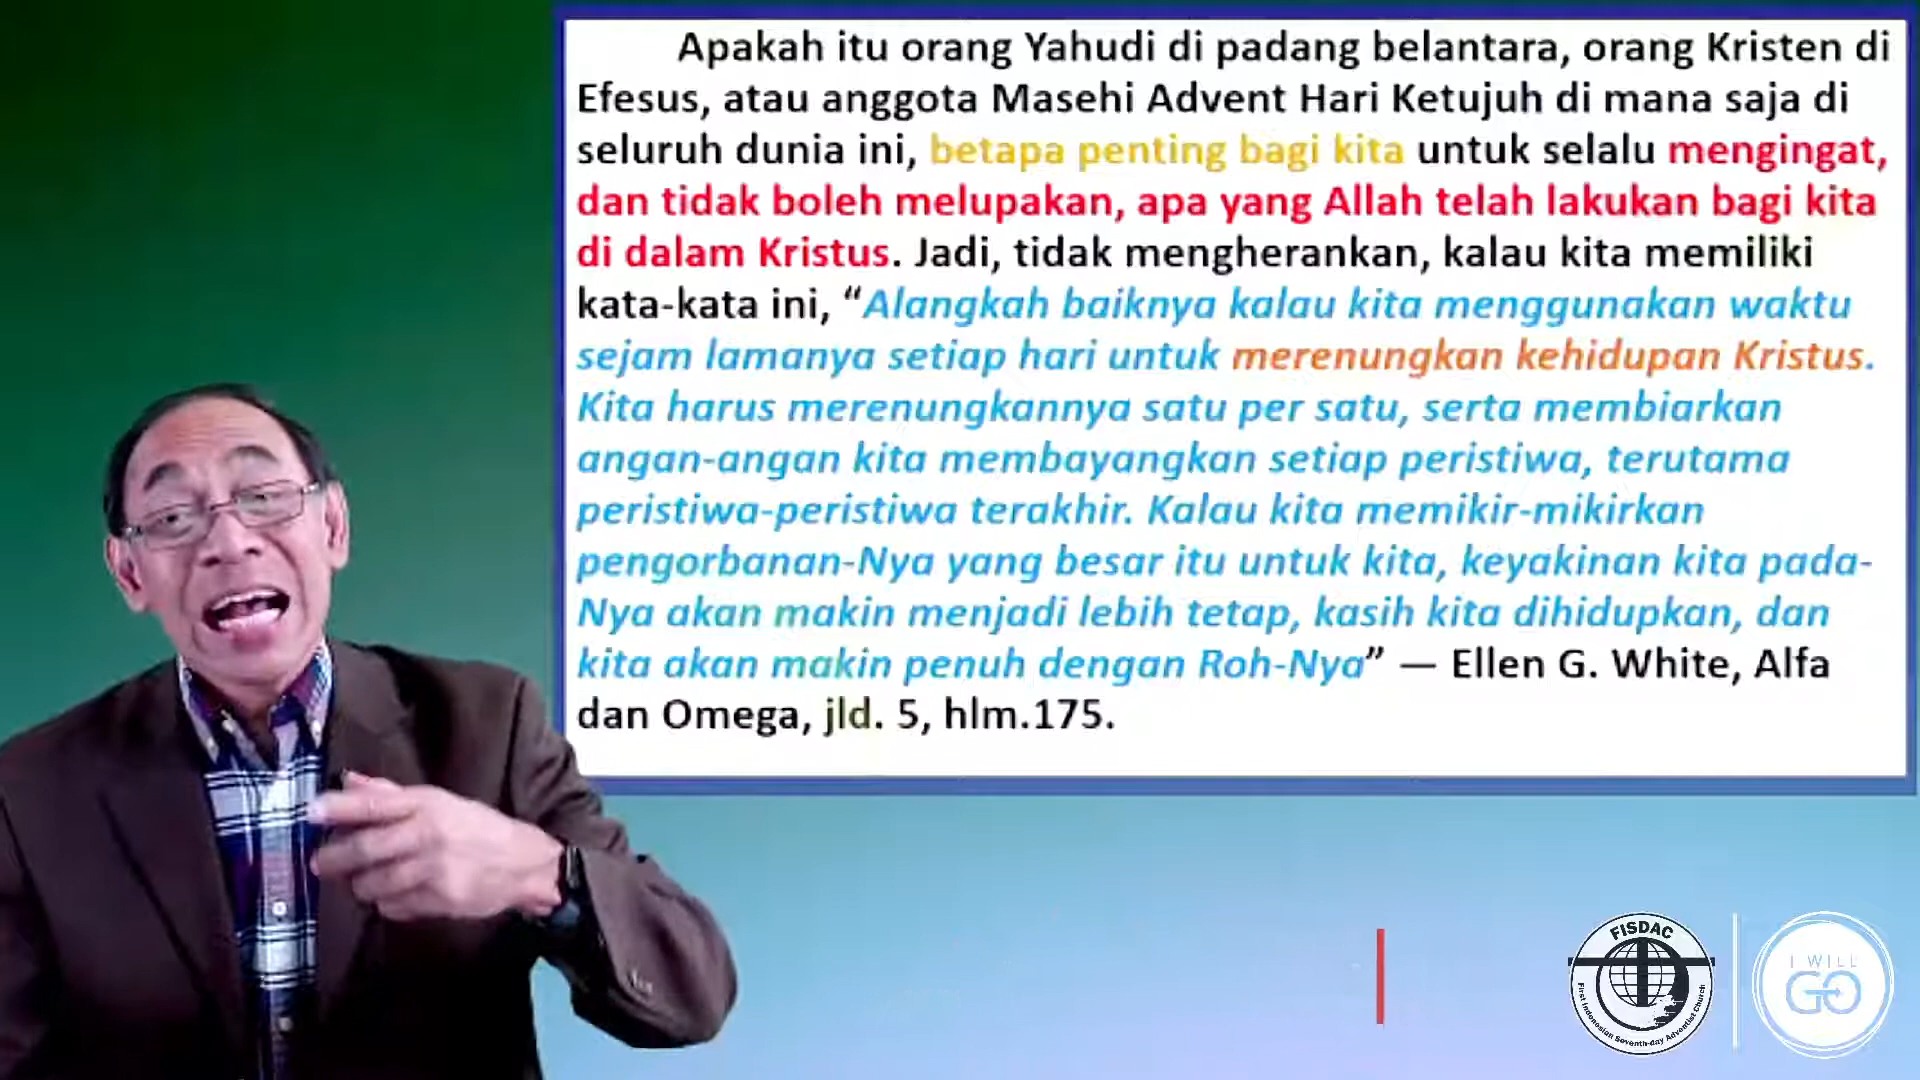 Apakah itu orang Yahudi di padang belantara, orang Kristen di
Efesus, atau anggota Masehi Advent Hari Ketujuh di mana saja di
seluruh dunia ini, betapa penting bagi kita untuk selalu mengingat,
dan tidak boleh melupakan, apa yang Allah telah lakukan bagi kita
di dalam Kristus. Jadi, tidak mengherankan, kalau kita memiliki
kata-kata ini, “Alangkah baiknya kalau kita menggunakan waktu
sejam lamanya setiap hari untuk merenungkan kehidupan Kristus.
Kita harus merenungkannya satu per satu, serta membiarkan
angan-angan kita membayangkan setiap peristiwa, terutama
peristiwa-peristiwa terakhir. Kalau kita memikir-mikirkan
pengorbanan-Nya yang besar itu untuk kita, keyakinan kita pada-
Nya akan makin menjadi lebih tetap, kasih kita dihidupkan, dan
kita akan makin penuh dengan Roh-Nya” — Ellen G. White, Alfa
dan Omega, jld. 5, hlm.175.
FISDAC
First Indonesian Seventh-day Adventist Church
I WILL
GO